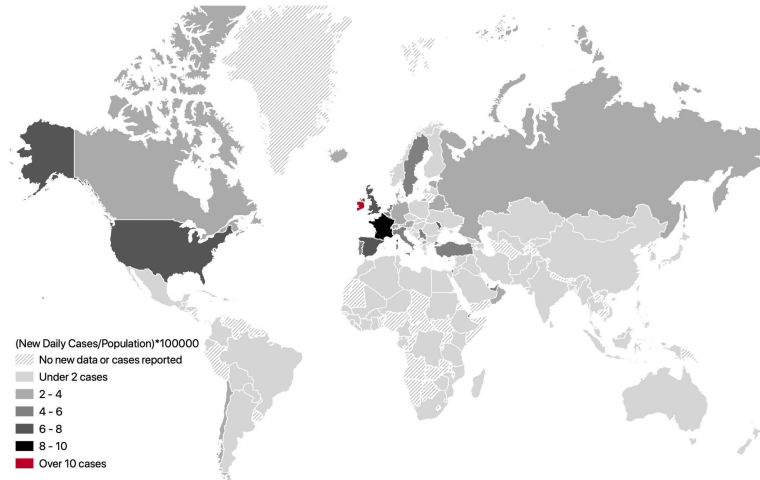 (New Daily Cases/Population)*100000
No new data or cases reported
Under 2 cases
2 - 4
4 - 6
6 - 8
8 - 10
Over 10 cases